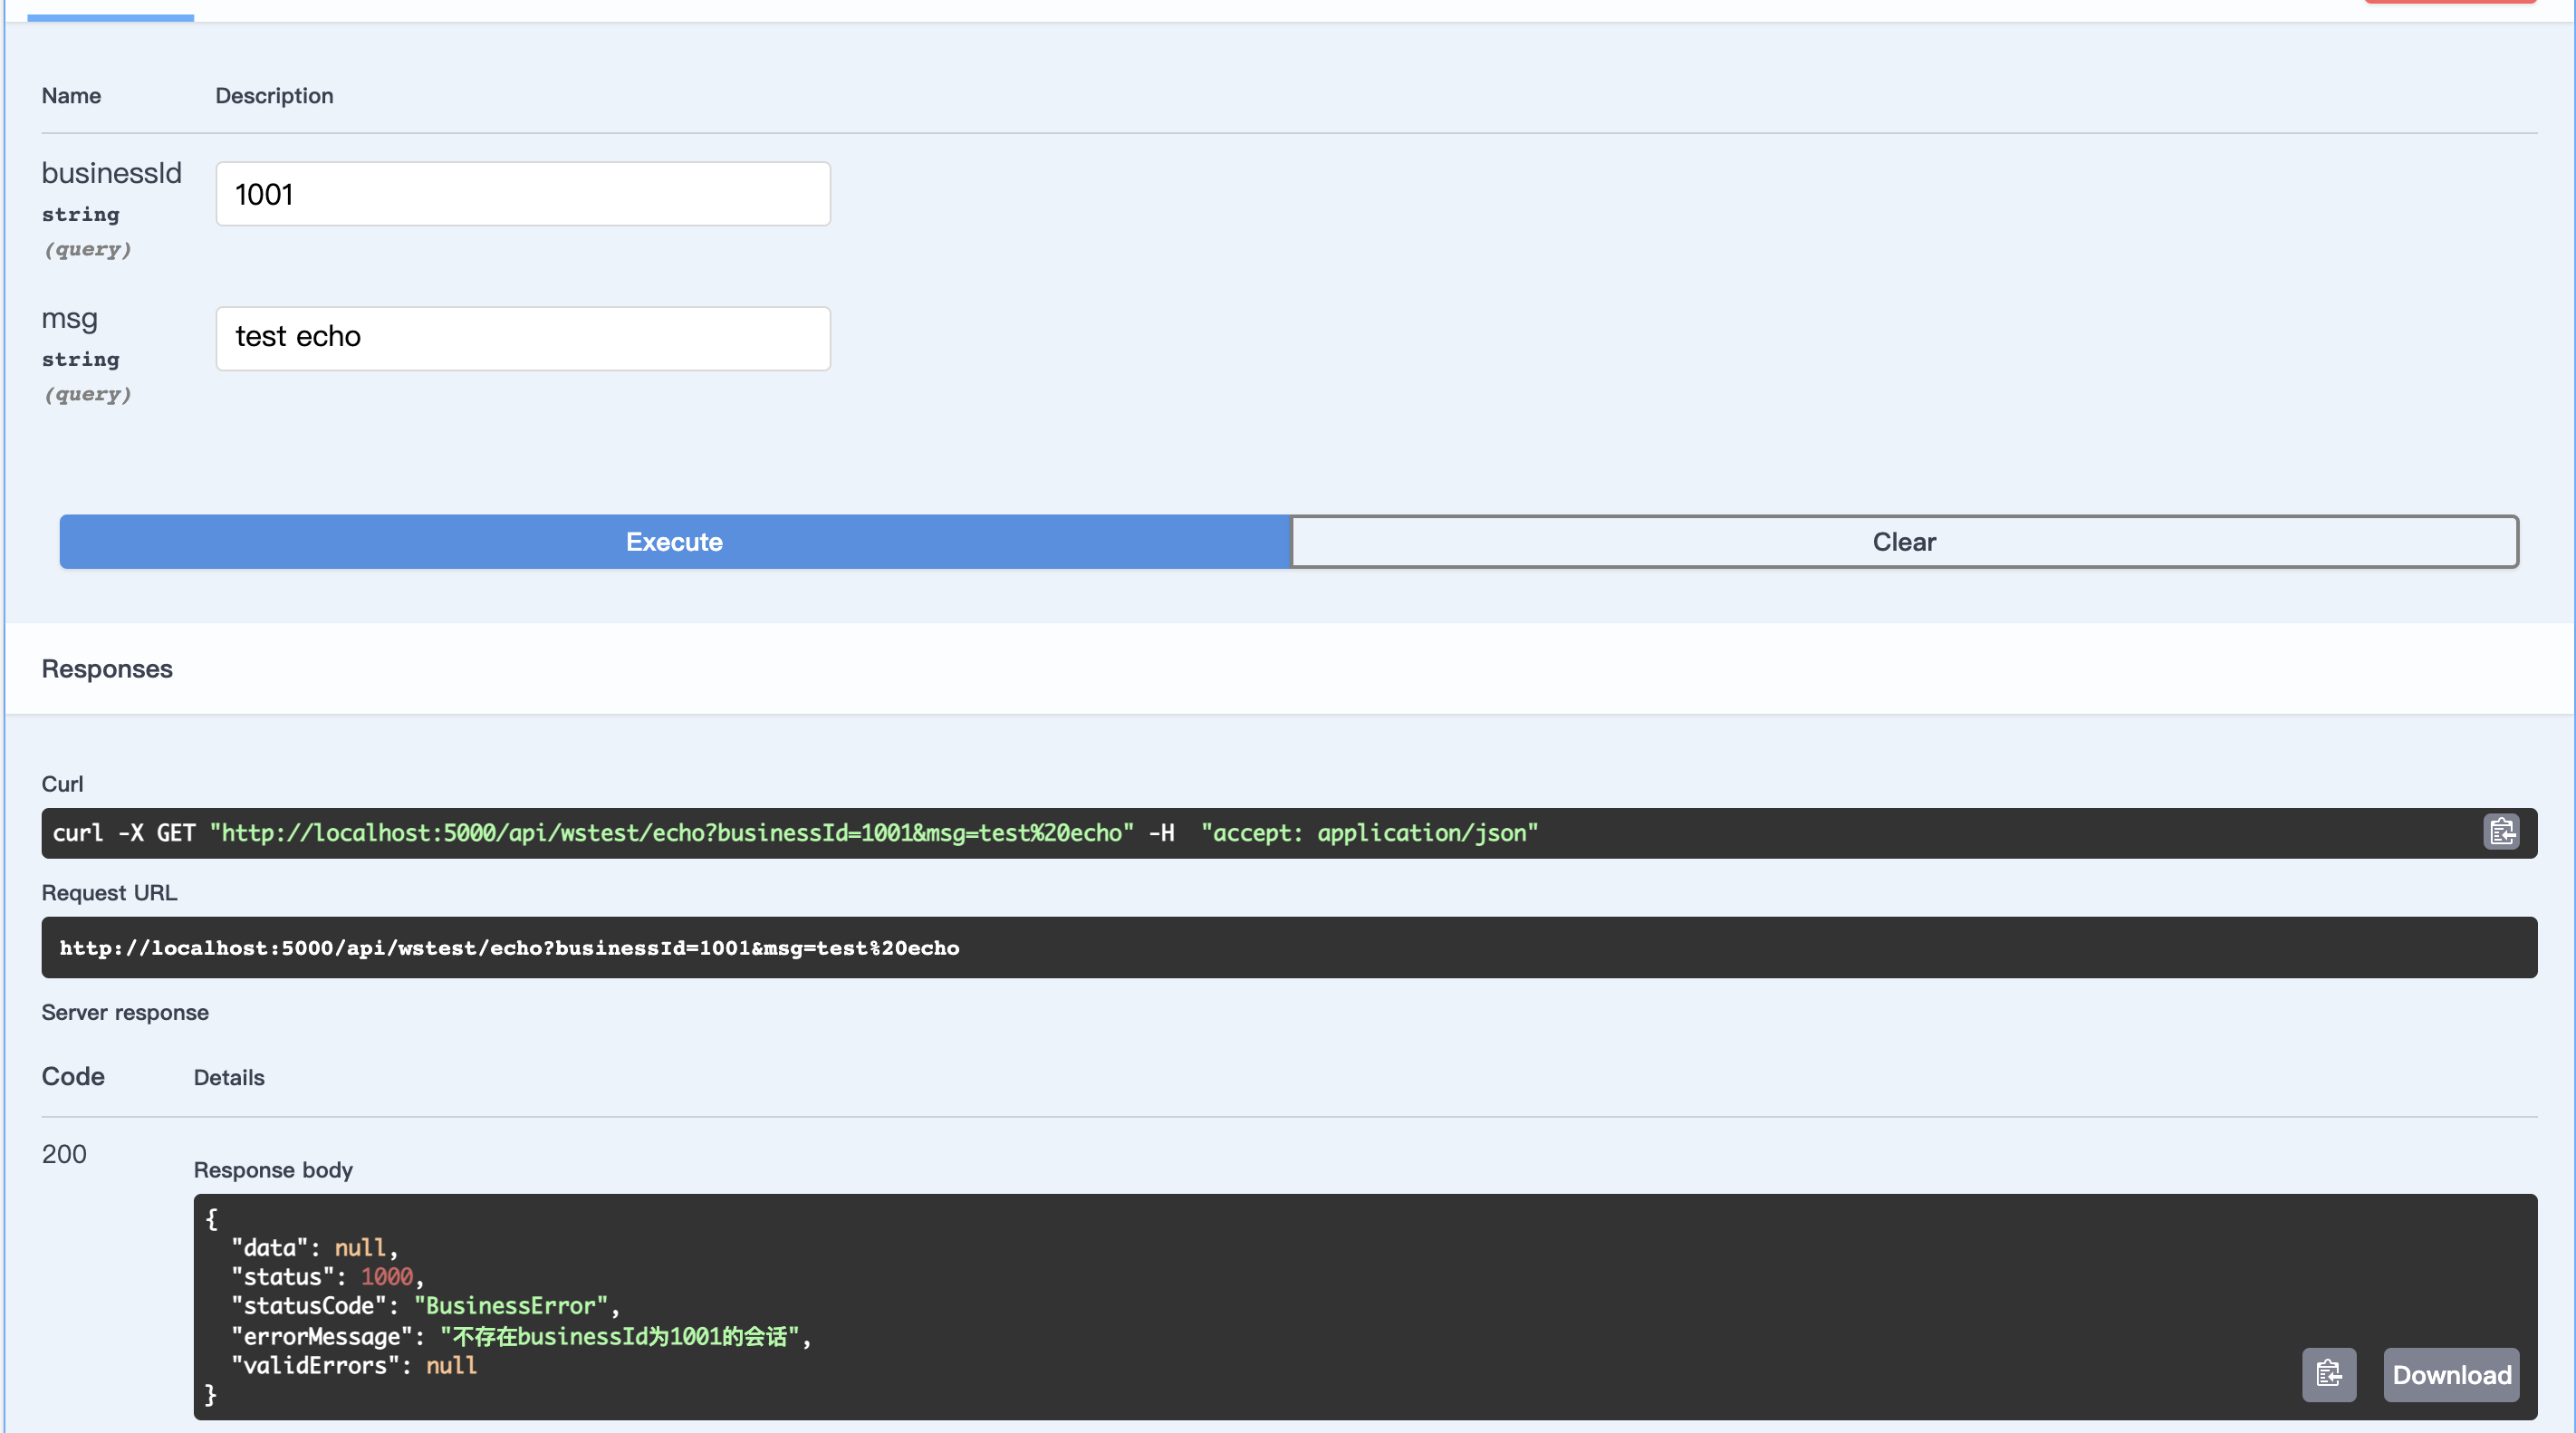 Name Description
businessId
string
(query)
1001
msg
string
(query)
test echo
Execute
Clear
Responses
Curl
curl -X GET "http://localhost:5000/api/wstest/echo?businessId=1001&msg=test%20echo" -H  "accept: application/json"
Request URL
http://localhost:5000/api/wstest/echo?businessId=1001&msg=test%20echo
Server response
Code Details
200
Response body
{
  "data": null,
  "status": 1000,
  "statusCode": "BusinessError",
  "errorMessage": "不存在businessId为1001的会话",
  "validErrors": null
}
Download